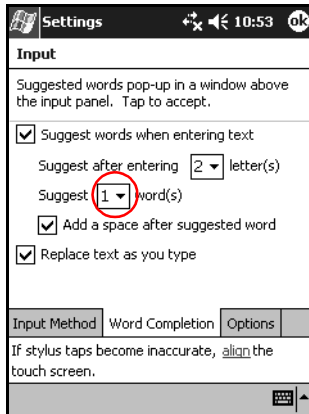 Settings 10:53 ok
Input
Suggested words pop-up in a window above
the input panel. Tap to accept.
Suggest words when entering text
Suggest after entering 2 letter(s)
Suggest 1 word(s)
Add a space after suggested word
Replace text as you type
Input Method Word Completion Options
If stylus taps become inaccurate, align the
touch screen.